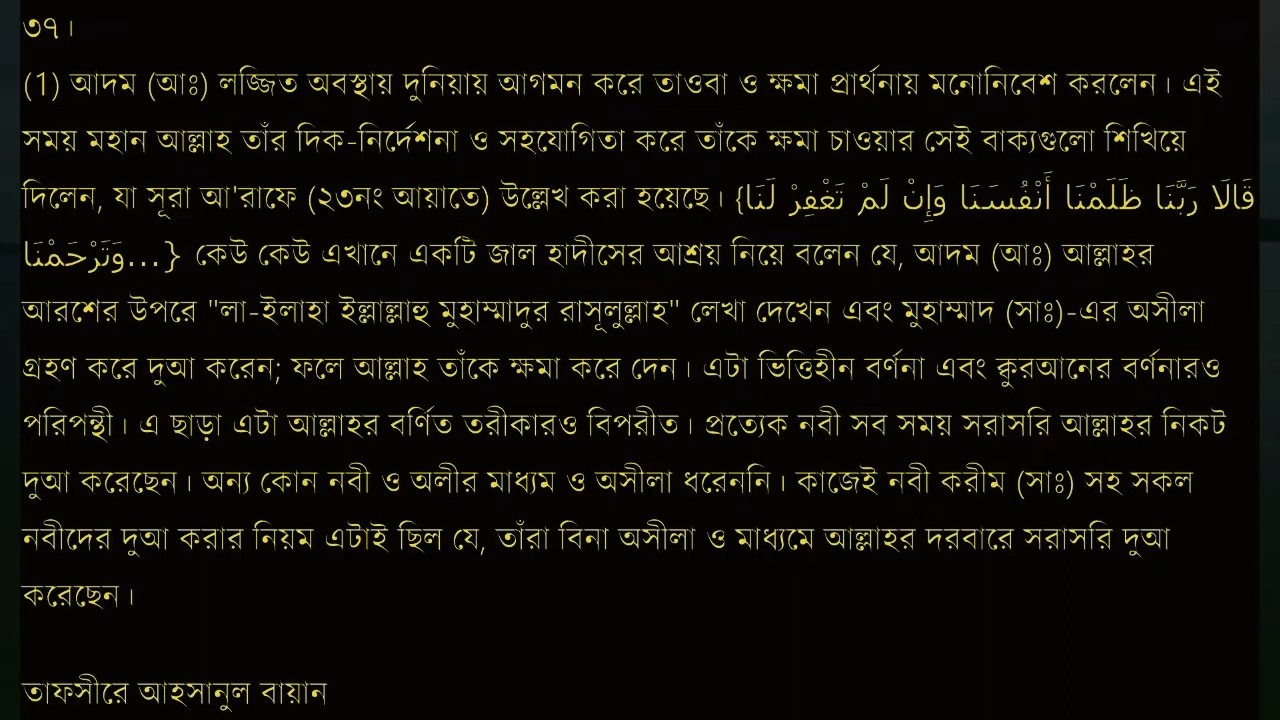 ৩৭।
(1) আদম (আঃ) লজ্জিত অবস্থায় দুনিয়ায় আগমন করে তাওবা ও ক্ষমা প্রার্থনায় মনোনিবেশ করলেন। এই
সময় মহান আল্লাহ তাঁর দিক-নির্দেশনা ও সহযোগিতা করে তাঁকে ক্ষমা চাওয়ার সেই বাক্যগুলো শিখিয়ে
দিলেন, যা সূরা আ'রাফে (২৩নং আয়াতে) উল্লেখ করা হয়েছে। {قَالَا رَبَّنَا ظَلَمْنَا أَنْفُسَنَا وَإِنْ لَمْ تَغْفِرْ لَنَا
وَتَرْحَمْنَا...} কেউ কেউ এখানে একটি জাল হাদীসের আশ্রয় নিয়ে বলেন যে, আদম (আঃ) আল্লাহর
আরশের উপরে "লা-ইলাহা ইল্লাল্লাহু মুহাম্মাদুর রাসূলুল্লাহ" লেখা দেখেন এবং মুহাম্মাদ (সাঃ)-এর অসীলা
গ্রহণ করে দুআ করেন; ফলে আল্লাহ তাঁকে ক্ষমা করে দেন। এটা ভিত্তিহীন বর্ণনা এবং ক্বুরআনের বর্ণনারও
পরিপন্থী। এ ছাড়া এটা আল্লাহর বর্ণিত তরীকারও বিপরীত। প্রত্যেক নবী সব সময় সরাসরি আল্লাহর নিকট
দুআ করেছেন। অন্য কোন নবী ও অলীর মাধ্যম ও অসীলা ধরেননি। কাজেই নবী করীম (সাঃ) সহ সকল
নবীদের দুআ করার নিয়ম এটাই ছিল যে, তাঁরা বিনা অসীলা ও মাধ্যমে আল্লাহর দরবারে সরাসরি দুআ
করেছেন।
তাফসীরে আহসানুল বায়ান